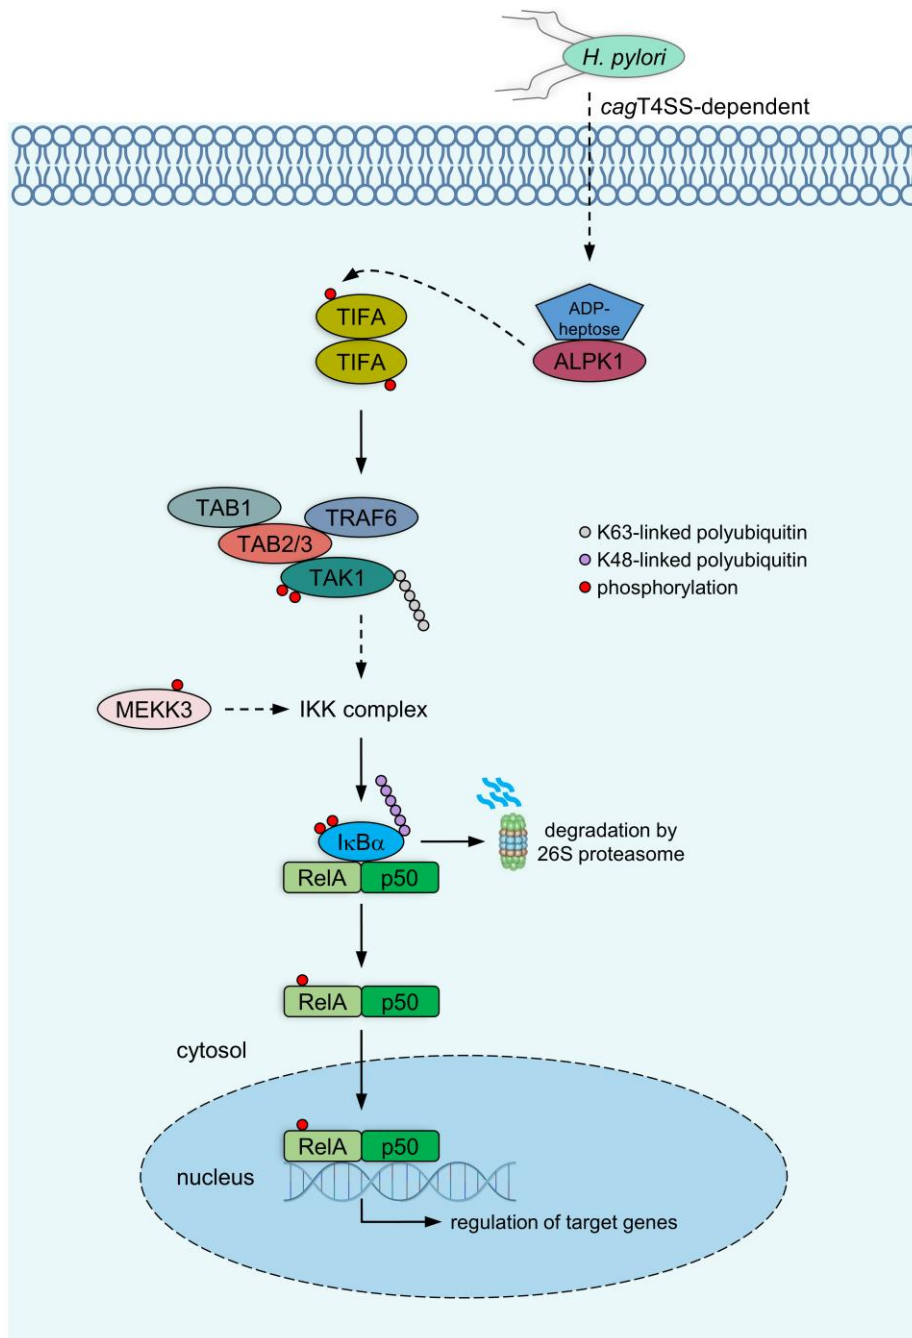 H. pylori
cagT4SS-dependent
ADP-
heptose
ALPK1
TIFA
TIFA
TAB1
TRAF6
TAB2/3
TAK1
K63-linked polyubiquitin
K48-linked polyubiquitin
phosphorylation
MEKK3
IKK complex
IκBα
RelA
p50
degradation by
26S proteasome
RelA
p50
cytosol
RelA
p50
nucleus
regulation of target genes